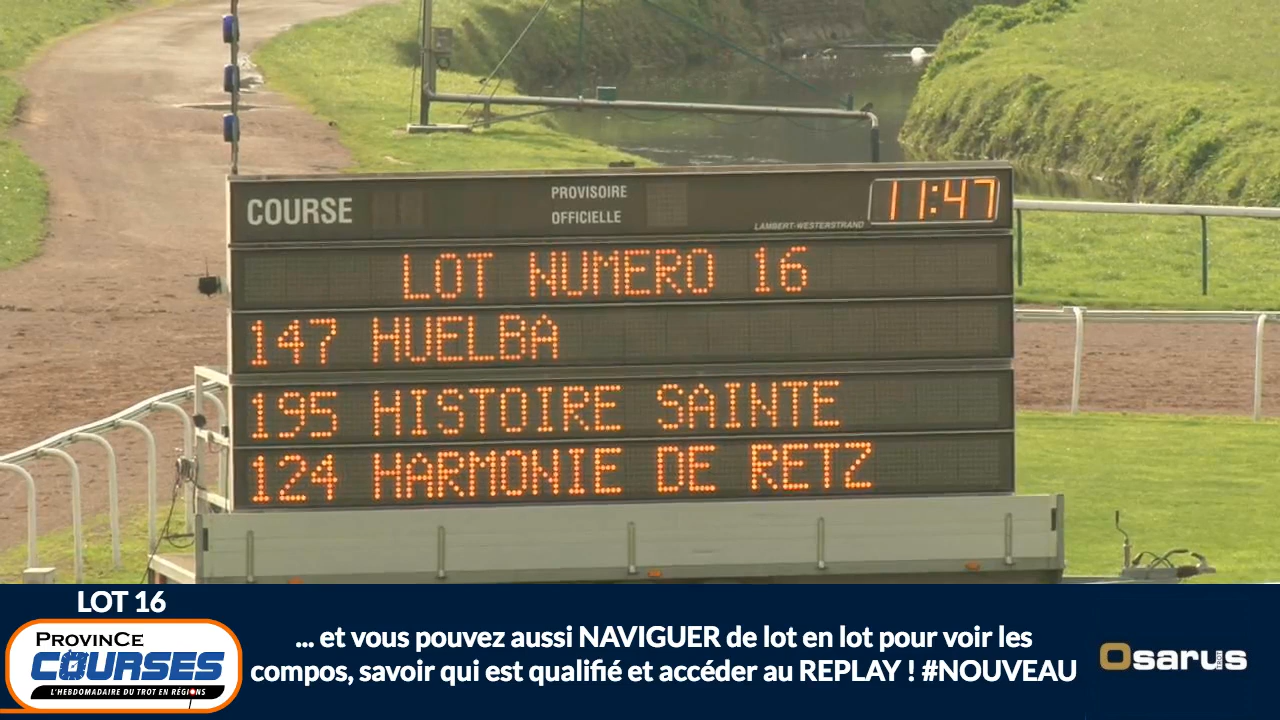 COURSE
PROVISOIRE
OFFICIELLE
LAMBERT-WESTERSTRAND
11:47
LOT NUMERO 16
147 HUELBA
195 HISTOIRE SAINTE
124 HARMONIE DE RETZ
LOT 16
PROVINCE
COURSES
L'HEBDOMADAIRE DU TROT EN RÉGIONS
... et vous pouvez aussi NAVIGUER de lot en lot pour voir les
compos, savoir qui est qualifié et accéder au REPLAY ! #NOUVEAU
Osarus